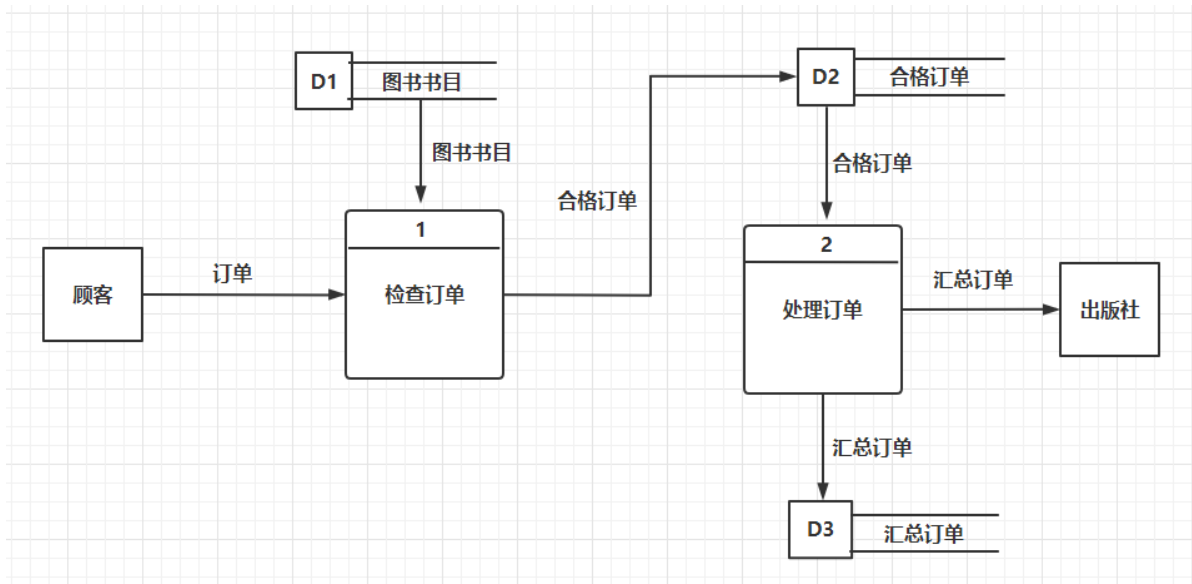 D1
图书书目
图书书目
D2
合格订单
合格订单
合格订单
1
检查订单
顾客
订单
2
处理订单
汇总订单
出版社
汇总订单
D3
汇总订单